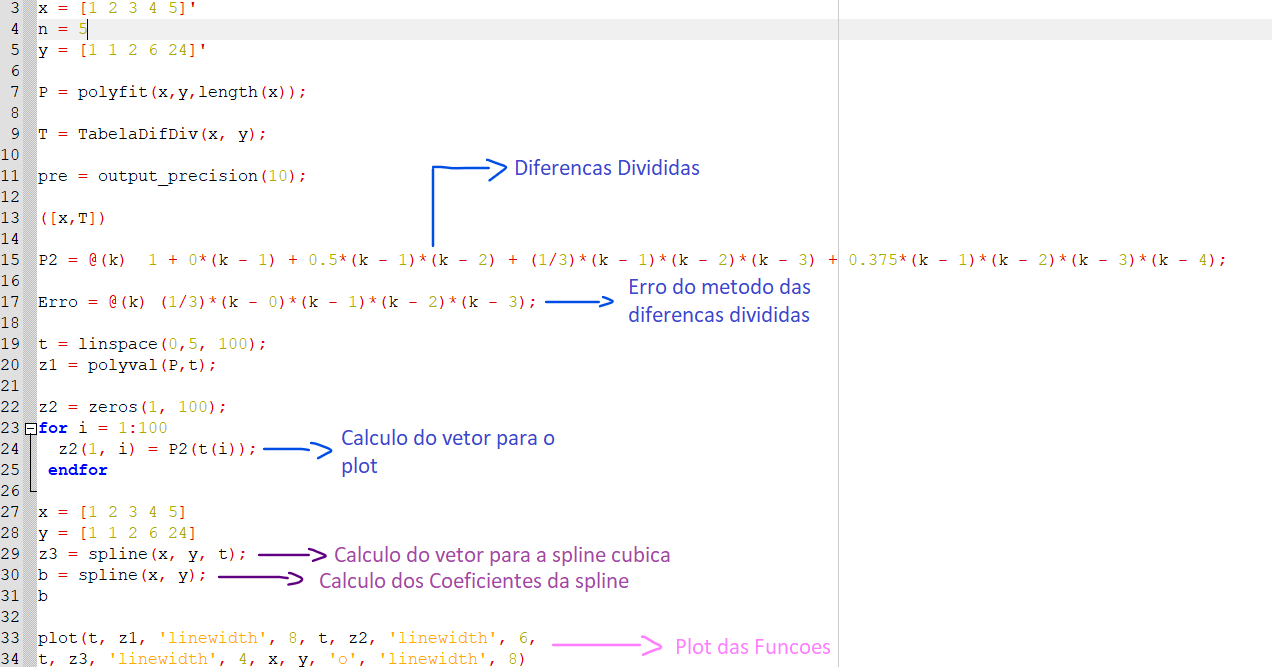 3 x = [1 2 3 4 5]'
4 n = 5
5 y = [1 1 2 6 24]'
6
7 P = polyfit(x,y,length(x));
8
9 T = TabelaDifDiv(x, y);
10
Diferencas Divididas
11 pre = output_precision(10);
12
13 ([x,T])
14
15 P2 = @(k)  1 + 0*(k - 1) + 0.5*(k - 1)*(k - 2) + (1/3)*(k - 1)*(k - 2)*(k - 3) + 0.375*(k - 1)*(k - 2)*(k - 3)*(k - 4);
16
17 Erro = @(k) (1/3)*(k - 0)*(k - 1)*(k - 2)*(k - 3);
Erro do metodo das
diferencas divididas
18
19 t = linspace(0,5, 100);
20 z1 = polyval(P,t);
21
22 z2 = zeros(1, 100);
23 for i = 1:100
24   z2(1, i) = P2(t(i));
Calculo do vetor para o
plot
25  endfor
26
27 x = [1 2 3 4 5]
28 y = [1 1 2 6 24]
29 z3 = spline(x, y, t);
Calculo do vetor para a spline cubica
30 b = spline(x, y);
Calculo dos Coeficientes da spline
31 b
32
33 plot(t, z1, 'linewidth', 8, t, z2, 'linewidth', 6,
Plot das Funcoes
34 t, z3, 'linewidth', 4, x, y, 'o', 'linewidth', 8)